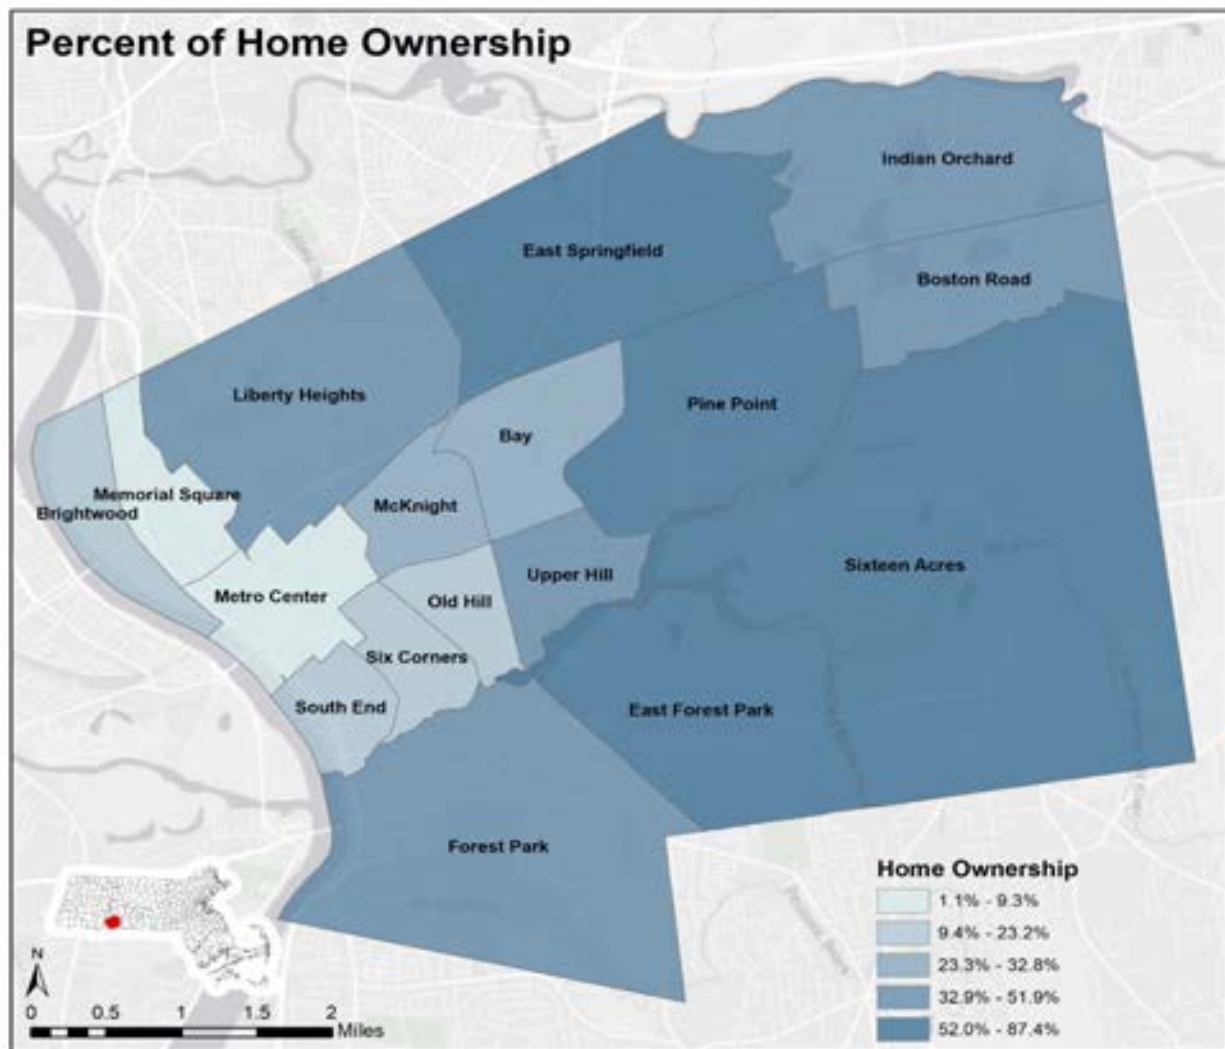 Percent of Home Ownership
Indian Orchard
East Springfield
Boston Road
Liberty Heights
Pine Point
Bay
Memorial Square
McKnight
Brightwood
Sixteen Acres
Upper Hill
Metro Center
Old Hill
Six Corners
South End
East Forest Park
Forest Park
Home Ownership
1.1% - 9.3%
9.4% - 23.2%
23.3% - 32.8%
32.9% - 51.9%
52.0% - 87.4%
N
0 0.5 1 1.5 2
Miles